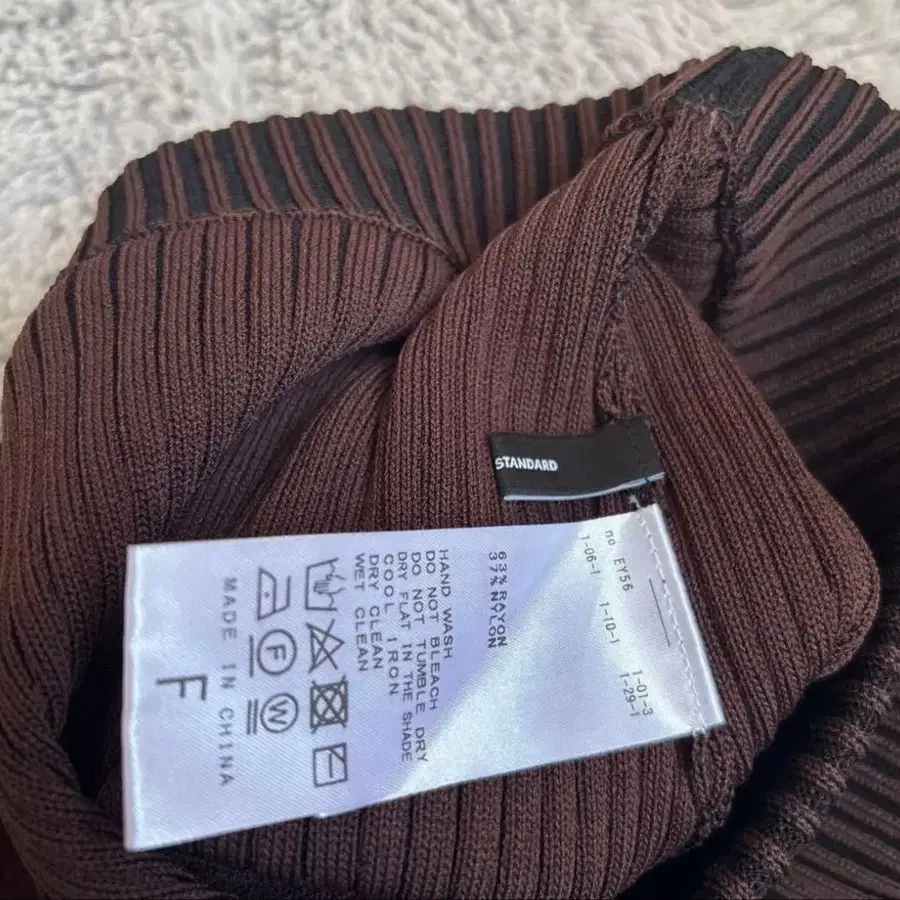 STANDARD
no EY56
1-06-1 1-10-1 1-01-3
1-29-1
63% RAYON
37% NYLON
HAND WASH
DO NOT BLEACH
DO NOT TUMBLE DRY
DRY FLAT IN THE SHADE
COOL IRON
DRY CLEAN
WET CLEAN
F W
MADE IN CHINA
F